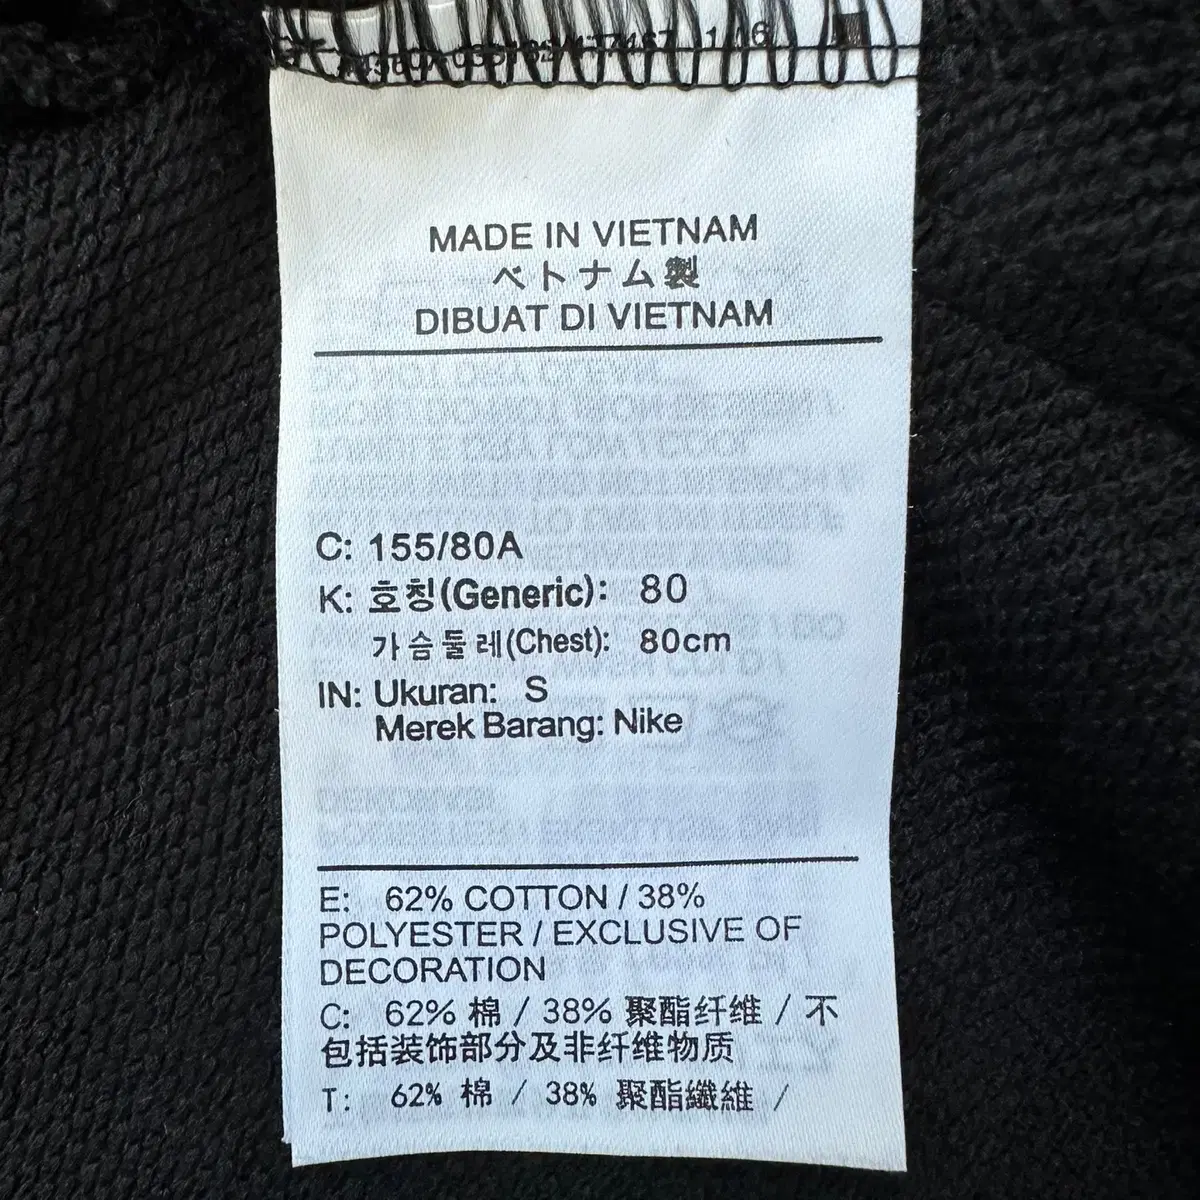 MADE IN VIETNAM
ベトナム製
DIBUAT DI VIETNAM
C: 155/80A
K: 호칭(Generic): 80
가슴둘레(Chest): 80cm
IN: Ukuran: S
Merek Barang: Nike
E: 62% COTTON / 38%
POLYESTER / EXCLUSIVE OF
DECORATION
C: 62% 棉 / 38% 聚酯纤维 / 不
包括装饰部分及非纤维物质
T: 62% 棉 / 38% 聚酯纖維 /